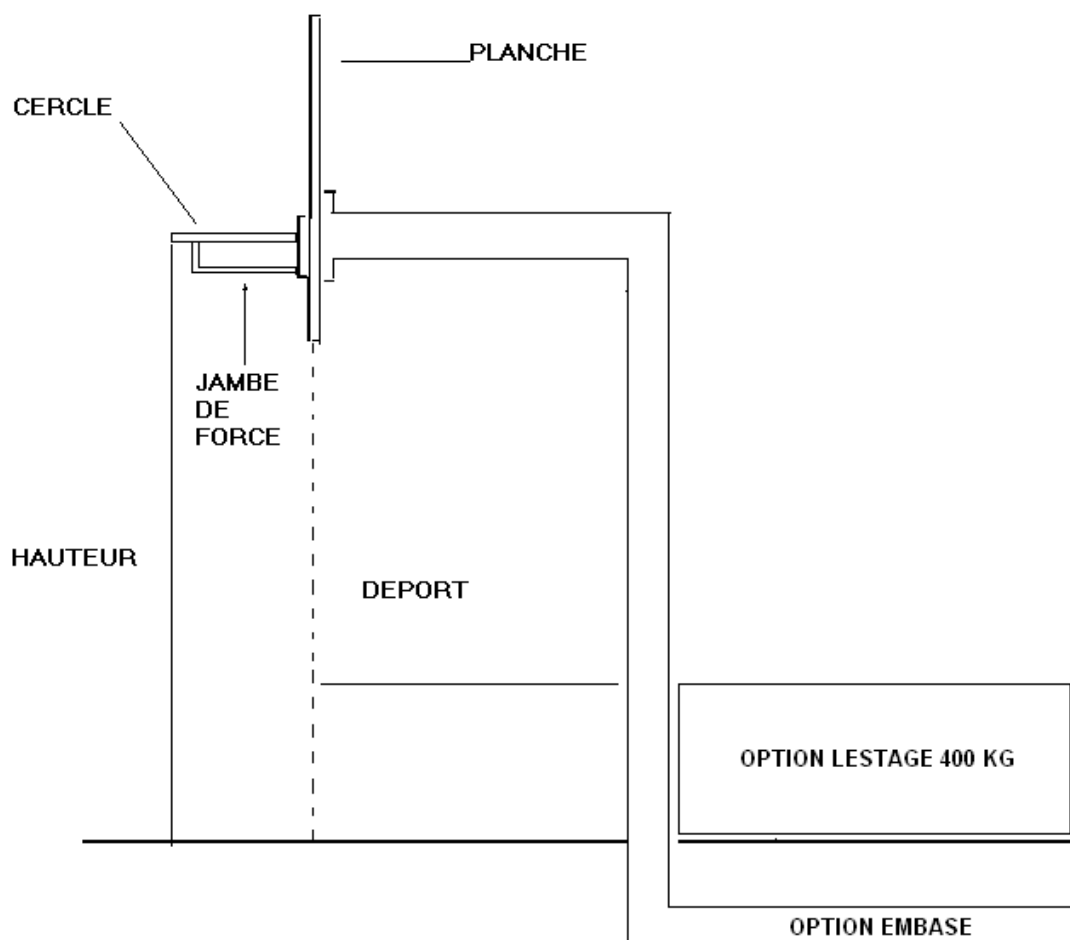 PLANCHE
CERCLE
JAMBE
DE
FORCE
HAUTEUR
DEPORT
OPTION LESTAGE 400 KG
OPTION EMBASE